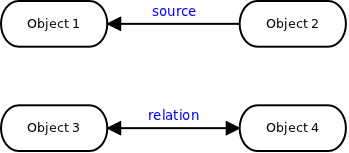 source
Object 1
Object 2
relation
Object 3
Object 4